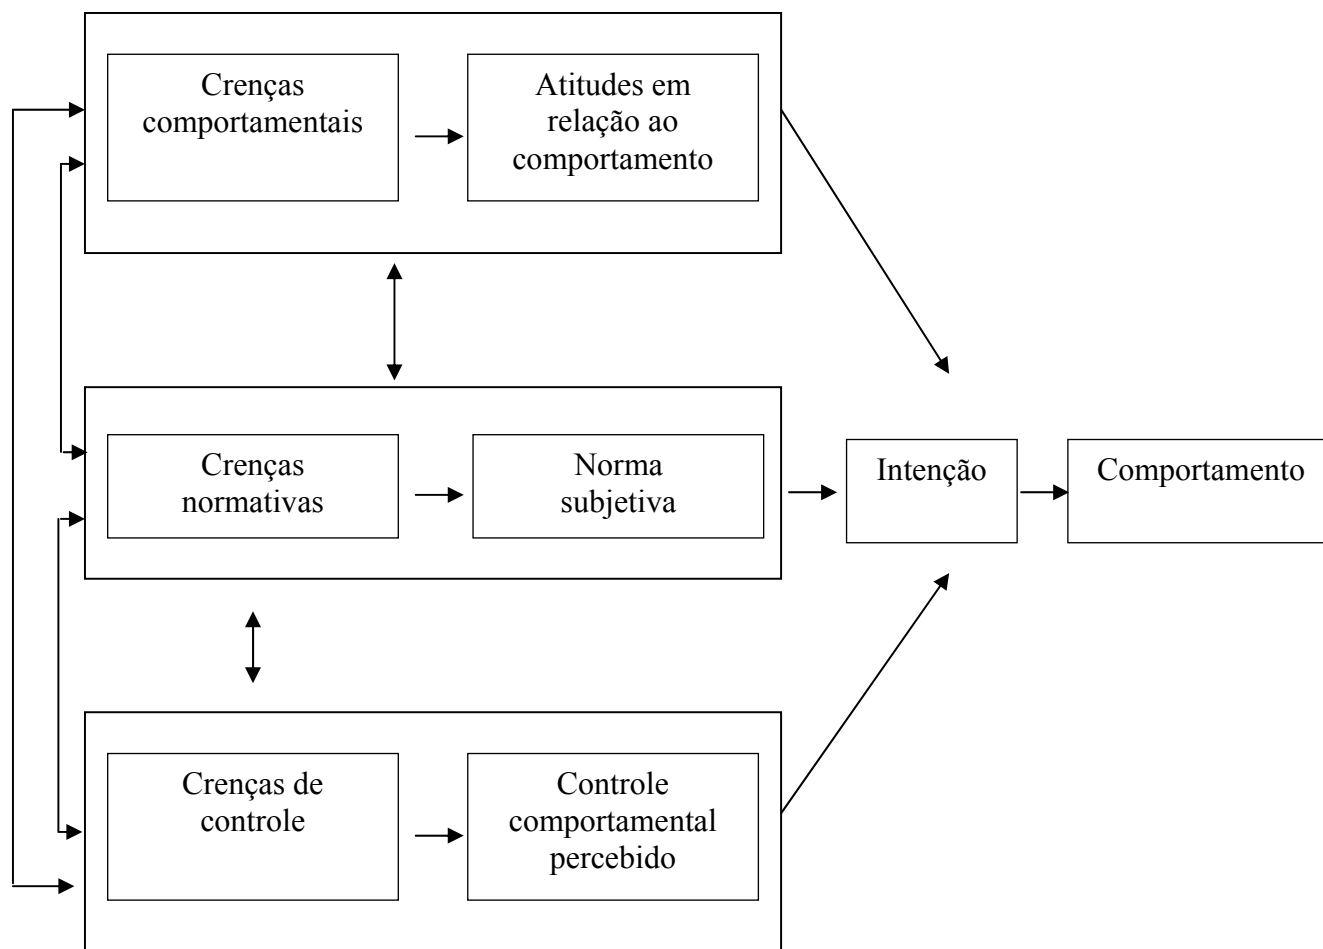 Crenças
comportamentais
Atitudes em
relação ao
comportamento
Crenças
normativas
Norma
subjetiva
Intenção
Comportamento
Crenças de
controle
Controle
comportamental
percebido